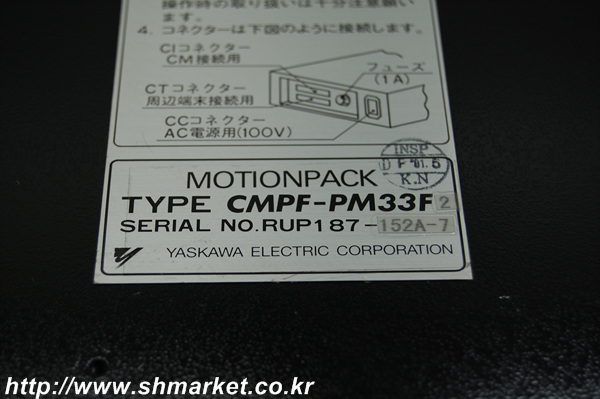 操作時の取り扱いは十分注意願い
ます。
4. コネクターは下図のように接続します。
CIコネクター
CM接続用
フューズ
(1A)
CTコネクター
周辺端末接続用
CCコネクター
AC電源用(100V)
INSP
K.N
MOTIONPACK
TYPE CMPF-PM33F2
SERIAL NO.RUP187-152A-7
YASKAWA ELECTRIC CORPORATION
http://www.shmarket.co.kr